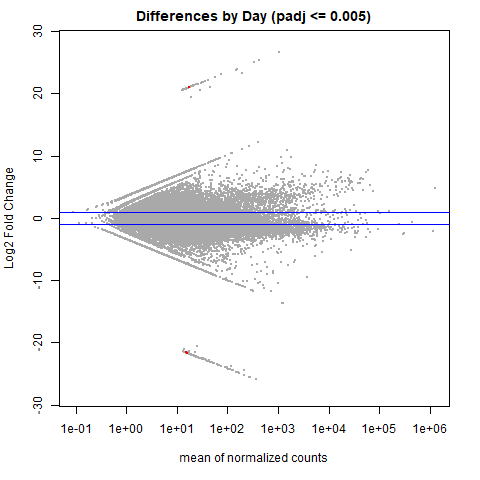 Differences by Day (padj <= 0.005)
Log2 Fold Change
30
20
10
0
-10
-20
-30
1e-01 1e+00 1e+01 1e+02 1e+03 1e+04 1e+05 1e+06
mean of normalized counts